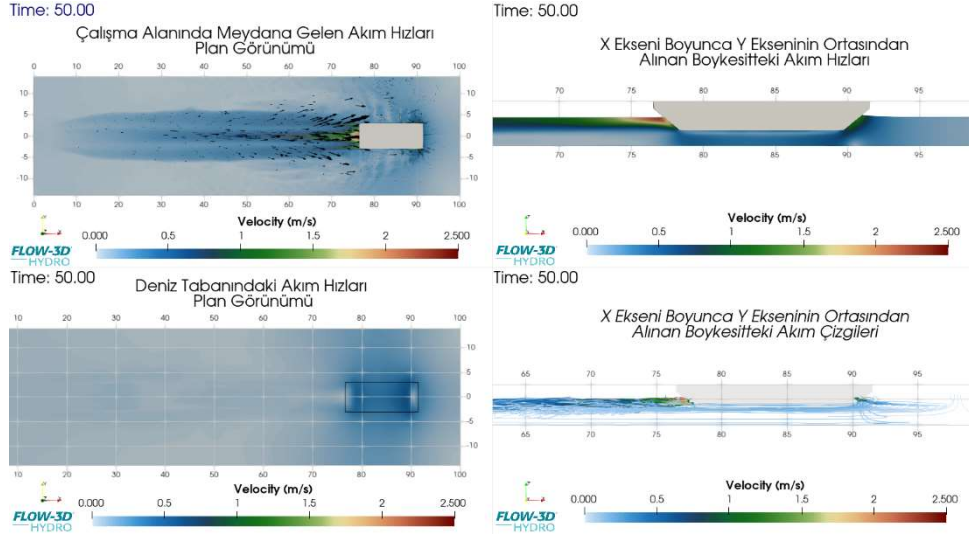 Time: 50.00
Çalışma Alanında Meydana Gelen Akım Hızları
Plan Görünümü
0 10 20 30 40 50 60 70 80 90 100
10 10
5 5
0 0
-5 -5
-10 -10
0 10 20 30 40 50 60 70 80 90 100
Velocity (m/s)
0.000 0.5 1 1.5 2 2.500
FLOW-3D
HYDRO
Time: 50.00
X Ekseni Boyunca Y Ekseninin Ortasından
Alınan Boykesitteki Akım Hızları
70 75 80 85 90 95
70 75 80 85 90 95
Velocity (m/s)
0.000 0.5 1 1.5 2 2.500
FLOW-3D
HYDRO
Time: 50.00
Deniz Tabanındaki Akım Hızları
Plan Görünümü
10 20 30 40 50 60 70 80 90 100
10
5
0
-5
-10
10 20 30 40 50 60 70 80 90 100
Velocity (m/s)
0.000 0.5 1 1.5 2 2.500
FLOW-3D
HYDRO
Time: 50.00
X Ekseni Boyunca Y Ekseninin Ortasından
Alınan Boykesitteki Akım Çizgileri
65 70 75 80 85 90 95
65 70 75 80 85 90 95
Velocity (m/s)
0.000 0.5 1 1.5 2 2.500
FLOW-3D
HYDRO